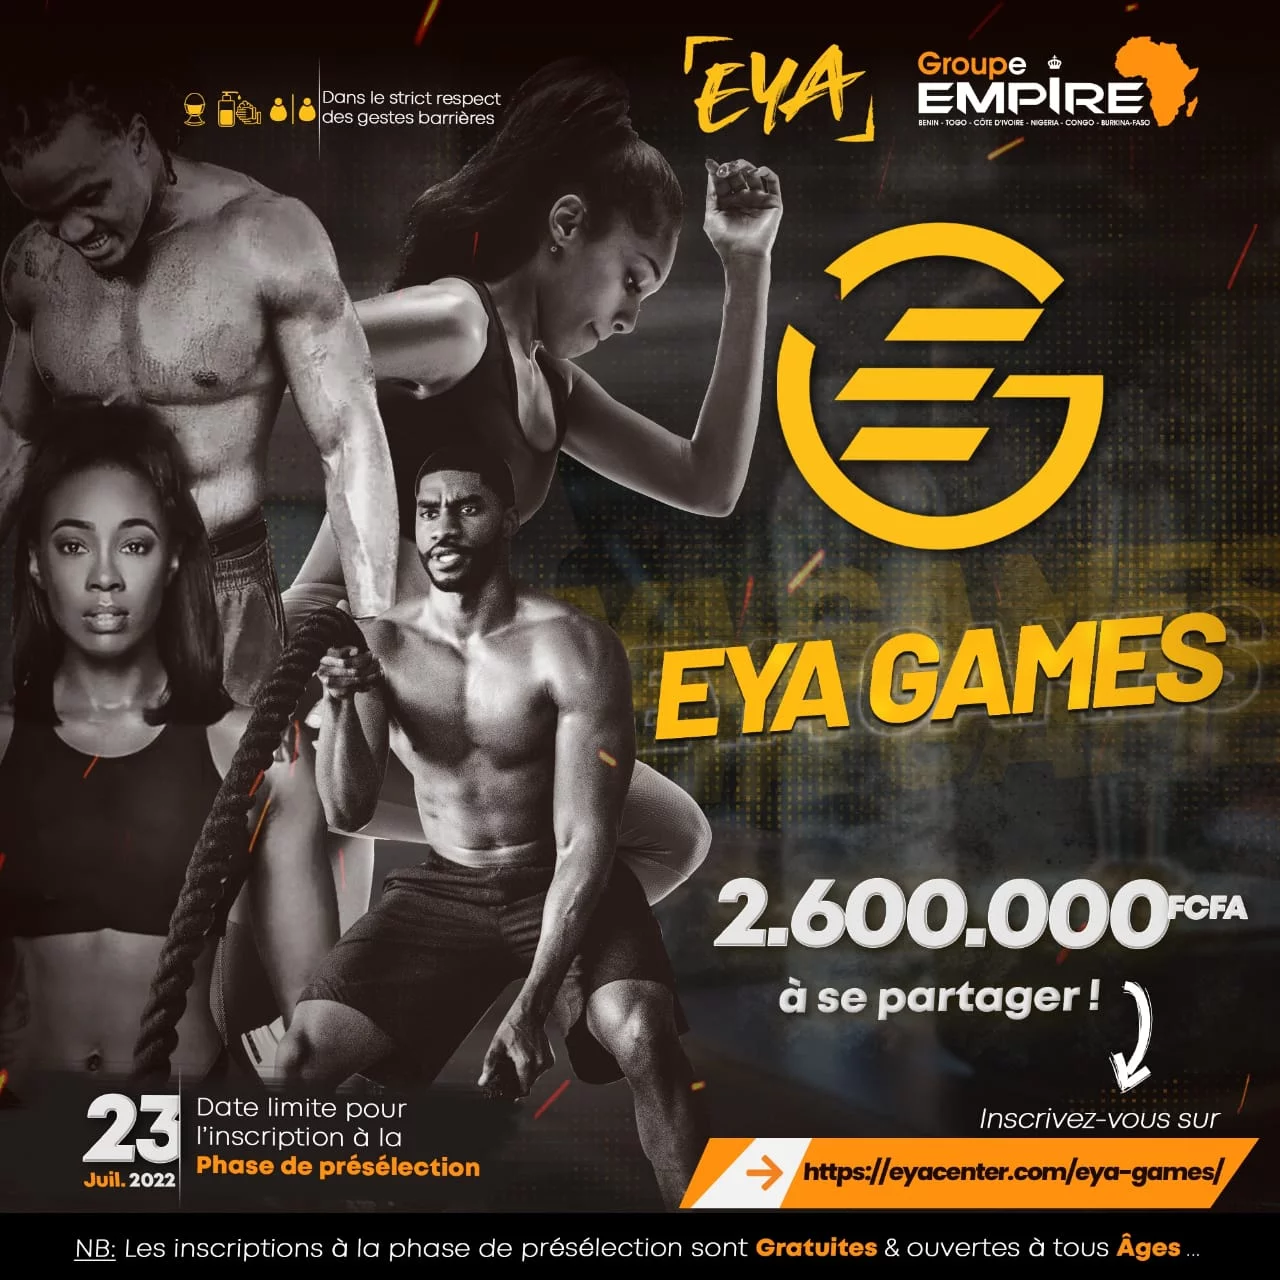 Dans le strict respect
des gestes barrières
EYA
Groupe
EMPIRE
BENIN - TOGO - CÔTE D'IVOIRE - NIGERIA - CONGO - BURKINA-FASO
EYA GAMES
2.600.000 FCFA
à se partager !
Inscrivez-vous sur
https://eyacenter.com/eya-games/
23
Juil. 2022
Date limite pour
l'inscription à la
Phase de présélection
NB: Les inscriptions à la phase de présélection sont Gratuites & ouvertes à tous Âges ...